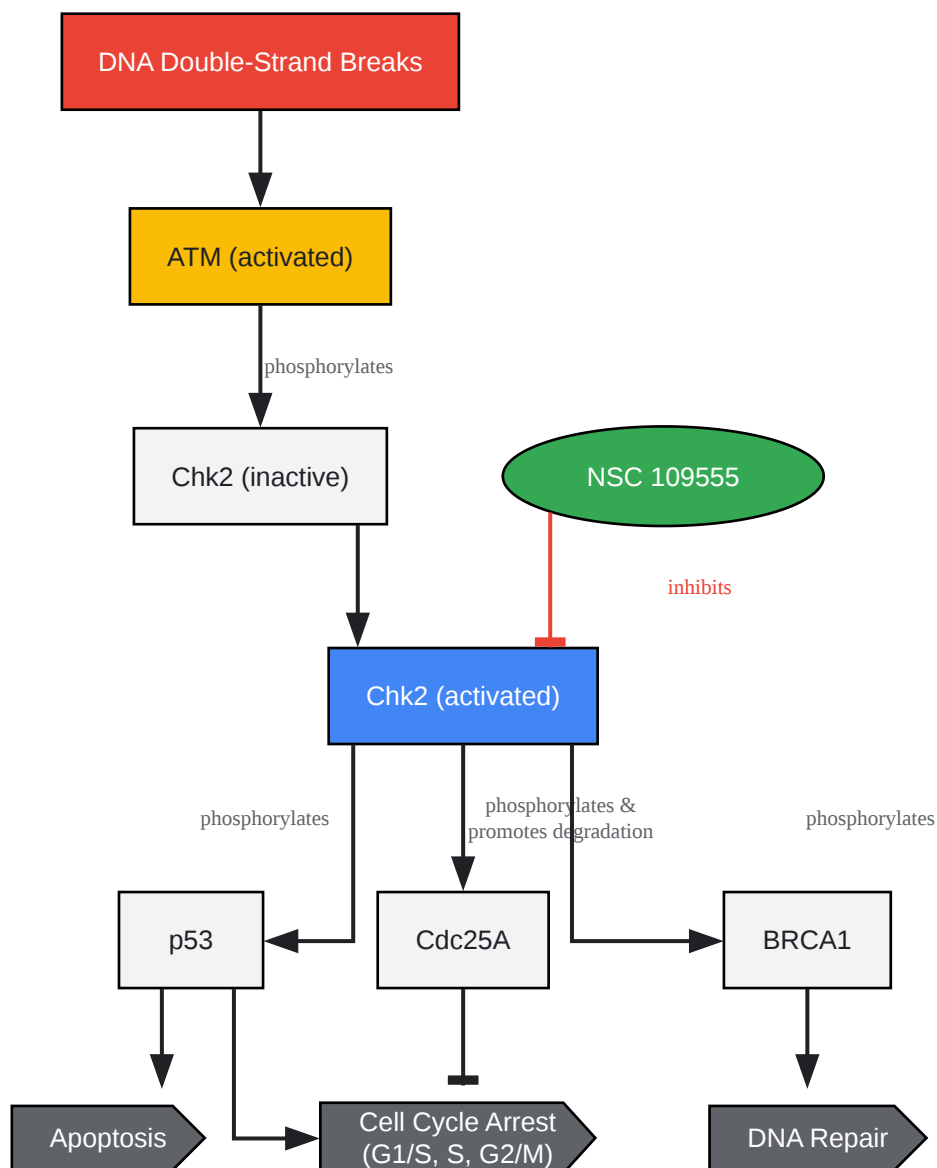 DNA Double-Strand Breaks
ATM (activated)
phosphorylates
Chk2 (inactive)
NSC 109555
inhibits
Chk2 (activated)
phosphorylates
phosphorylates &
promotes degradation
phosphorylates
p53
Cdc25A
BRCA1
Apoptosis
Cell Cycle Arrest
(G1/S, S, G2/M)
DNA Repair